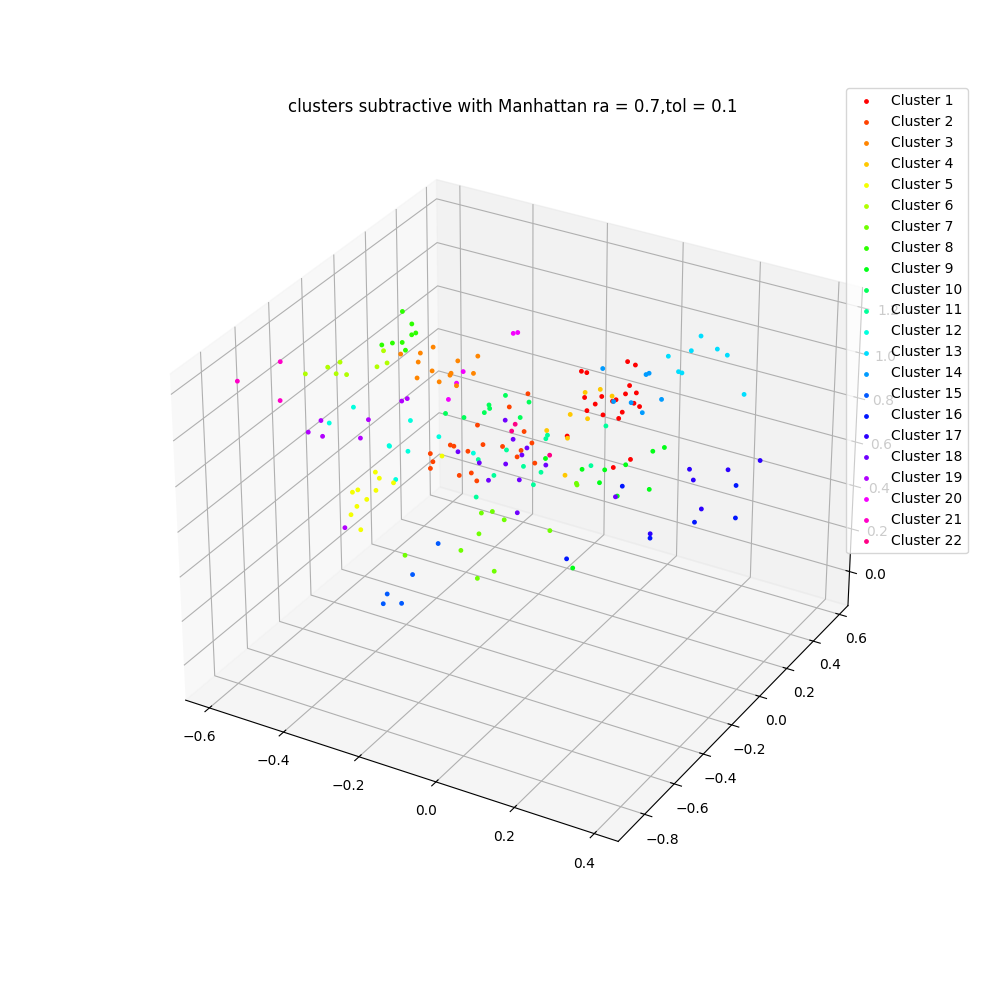 clusters subtractive with Manhattan ra = 0.7,tol = 0.1
Cluster 1
Cluster 2
Cluster 3
Cluster 4
Cluster 5
Cluster 6
Cluster 7
Cluster 8
Cluster 9
Cluster 10
Cluster 11
Cluster 12
Cluster 13
Cluster 14
Cluster 15
Cluster 16
Cluster 17
Cluster 18
Cluster 19
Cluster 20
Cluster 21
Cluster 22
1.0
0.8
0.6
0.4
0.2
0.0
0.6
0.4
0.2
0.0
−0.2
−0.4
−0.6
−0.8
−0.6
−0.4
−0.2
0.0
0.2
0.4